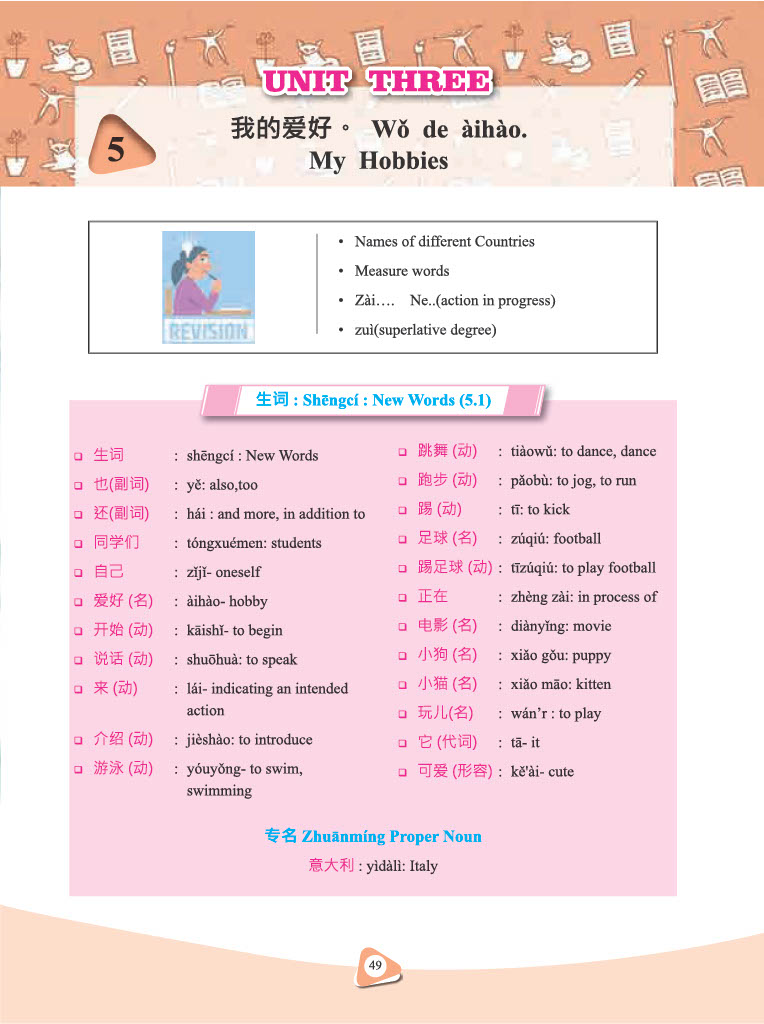 UNIT THREE
5
我的爱好。 Wǒ de àihào.
My Hobbies
REVISION
• Names of different Countries
• Measure words
• Zài…. Ne..(action in progress)
• zuì(superlative degree)
生词 : Shēngcí : New Words (5.1)
❑ 生词 : shēngcí : New Words
❑ 也(副词) : yě: also,too
❑ 还(副词) : hái : and more, in addition to
❑ 同学们 : tóngxuémen: students
❑ 自己 : zǐjǐ- oneself
❑ 爱好 (名) : àihào- hobby
❑ 开始 (动) : kāishǐ- to begin
❑ 说话 (动) : shuōhuà: to speak
❑ 来 (动) : lái- indicating an intended
action
❑ 介绍 (动) : jièshào: to introduce
❑ 游泳 (动) : yóuyǒng- to swim,
swimming
❑ 跳舞 (动) : tiàowǔ: to dance, dance
❑ 跑步 (动) : pǎobù: to jog, to run
❑ 踢 (动) : tī: to kick
❑ 足球 (名) : zúqiú: football
❑ 踢足球 (动) : tīzúqiú: to play football
❑ 正在 : zhèng zài: in process of
❑ 电影 (名) : diànyǐng: movie
❑ 小狗 (名) : xiǎo gǒu: puppy
❑ 小猫 (名) : xiǎo māo: kitten
❑ 玩儿(名) : wán’r : to play
❑ 它 (代词) : tā- it
❑ 可爱 (形容) : kě'ài- cute
专名 Zhuānmíng Proper Noun
意大利 : yìdàlì: Italy
49